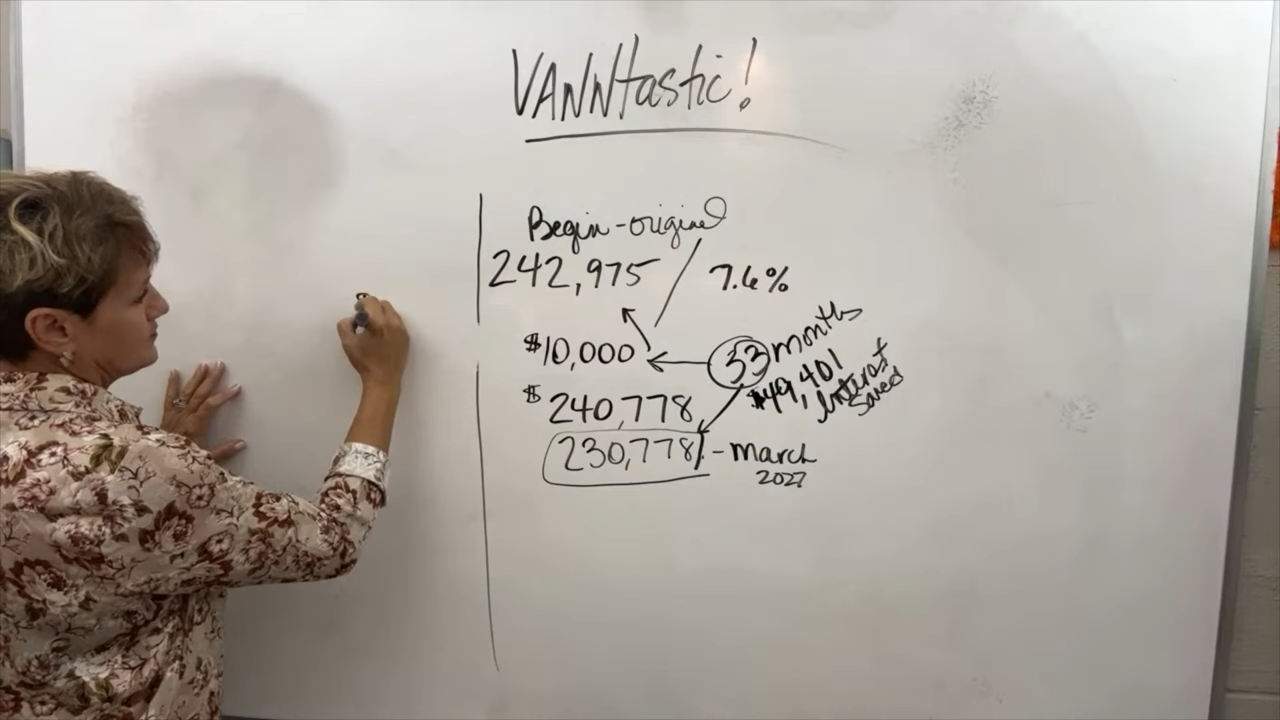 VANNtastic!
Begin-original
242,975 / 7.6%
$10,000 53 months
$49,401 interest saved
$240,778
230,778 - March
2027